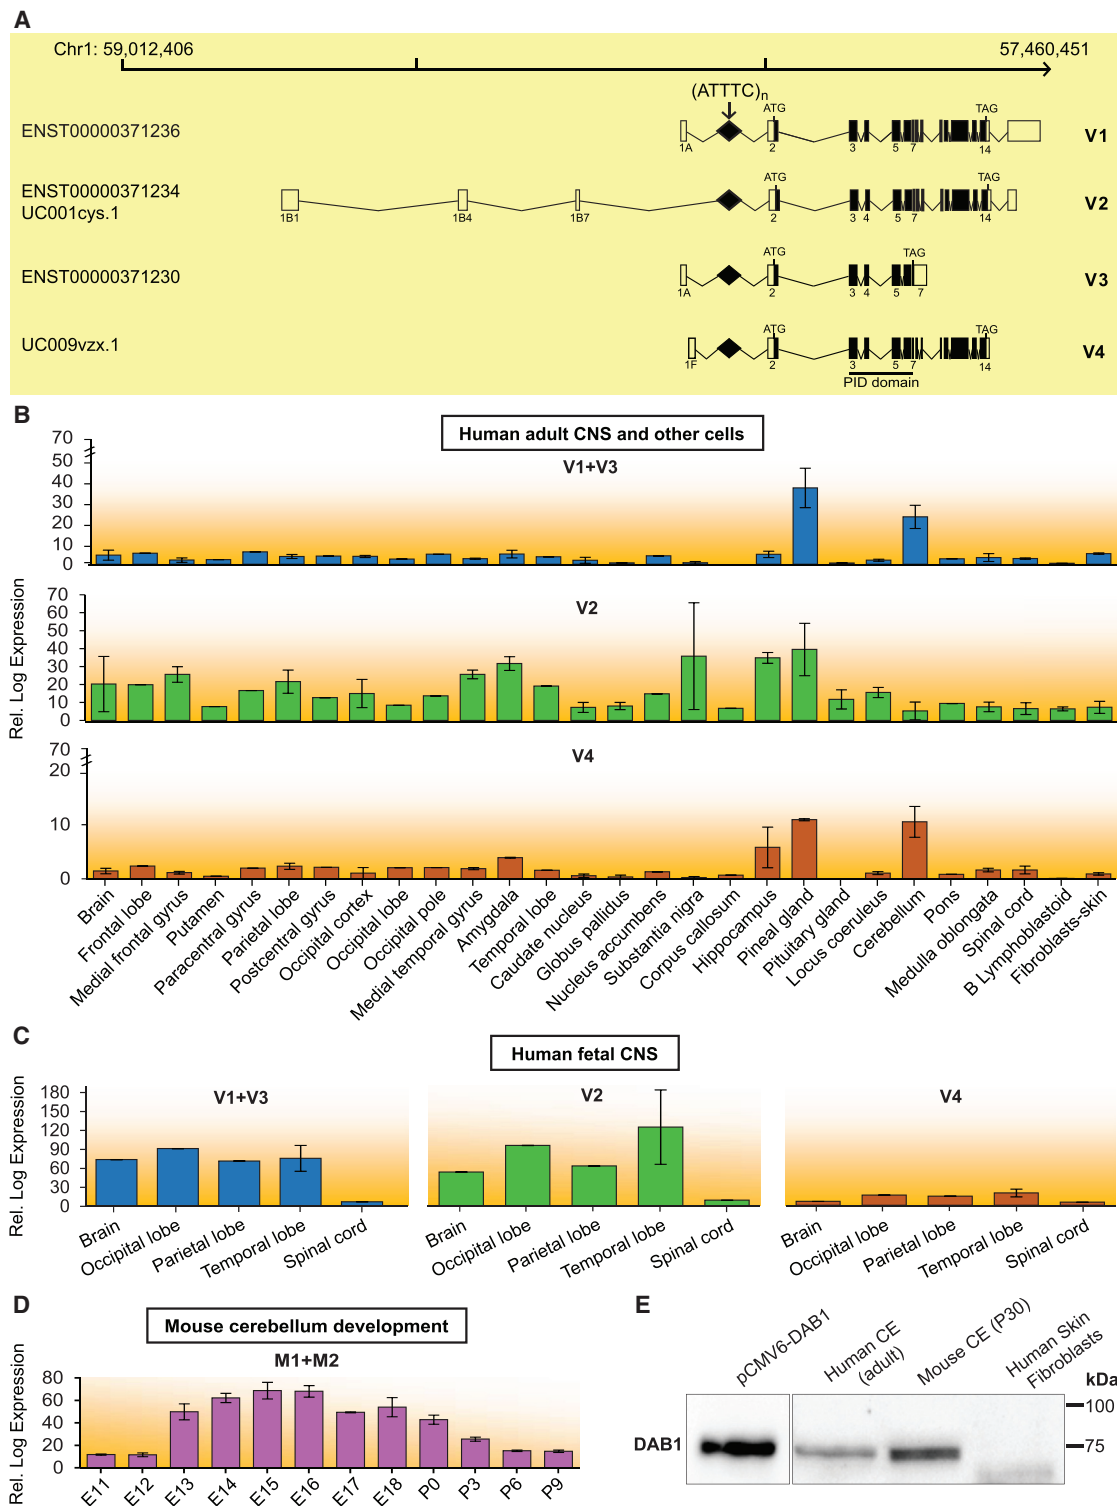 A
Chr1: 59,012,406
57,460,451
(ATTTC)n
ENST00000371236
ATG
TAG
1A
2
3
5
7
14
V1
ENST00000371234
UC001cys.1
ATG
TAG
1B1
1B4
1B7
2
3
4
5
7
14
V2
ENST00000371230
ATG
TAG
1A
2
3
4
5
7
V3
UC009vzx.1
ATG
TAG
1F
2
3
5
7
14
V4
PID domain
B
Human adult CNS and other cells
Rel. Log Expression
V1+V3
70
50
40
30
20
10
0
V2
70
60
50
40
30
20
10
0
V4
70
20
10
0
Brain
Frontal lobe
Medial frontal gyrus
Putamen
Paracentral gyrus
Parietal lobe
Postcentral gyrus
Occipital cortex
Occipital lobe
Occipital pole
Medial temporal gyrus
Amygdala
Temporal lobe
Caudate nucleus
Globus pallidus
Nucleus accumbens
Substantia nigra
Corpus callosum
Hippocampus
Pineal gland
Pituitary gland
Locus coeruleus
Cerebellum
Pons
Medulla oblongata
Spinal cord
B Lymphoblastoid
Fibroblasts-skin
C
Human fetal CNS
Rel. Log Expression
180
150
120
90
60
30
0
V1+V3
V2
V4
Brain
Occipital lobe
Parietal lobe
Temporal lobe
Spinal cord
Brain
Occipital lobe
Parietal lobe
Temporal lobe
Spinal cord
Brain
Occipital lobe
Parietal lobe
Temporal lobe
Spinal cord
D
Mouse cerebellum development
M1+M2
Rel. Log Expression
80
60
40
20
0
E11
E12
E13
E14
E15
E16
E17
E18
P0
P3
P6
P9
E
pCMV6-DAB1
Human CE
(adult)
Mouse CE (P30)
Human Skin
Fibroblasts
kDa
100
75
DAB1